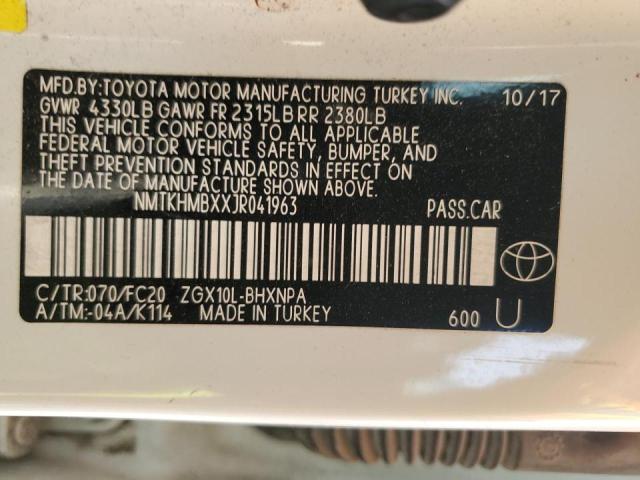 MFD.BY:TOYOTA MOTOR MANUFACTURING TURKEY INC. 10/17
GVWR 4330LB GAWR FR 2315LB RR 2380LB
THIS VEHICLE CONFORMS TO ALL APPLICABLE
FEDERAL MOTOR VEHICLE SAFETY, BUMPER, AND
THEFT PREVENTION STANDARDS IN EFFECT ON
THE DATE OF MANUFACTURE SHOWN ABOVE.
NMTKHMBXXJR041963 PASS.CAR
C/TR:070/FC20 ZGX10L-BHXNPA
A/TM:-04A/K114 MADE IN TURKEY 600 U